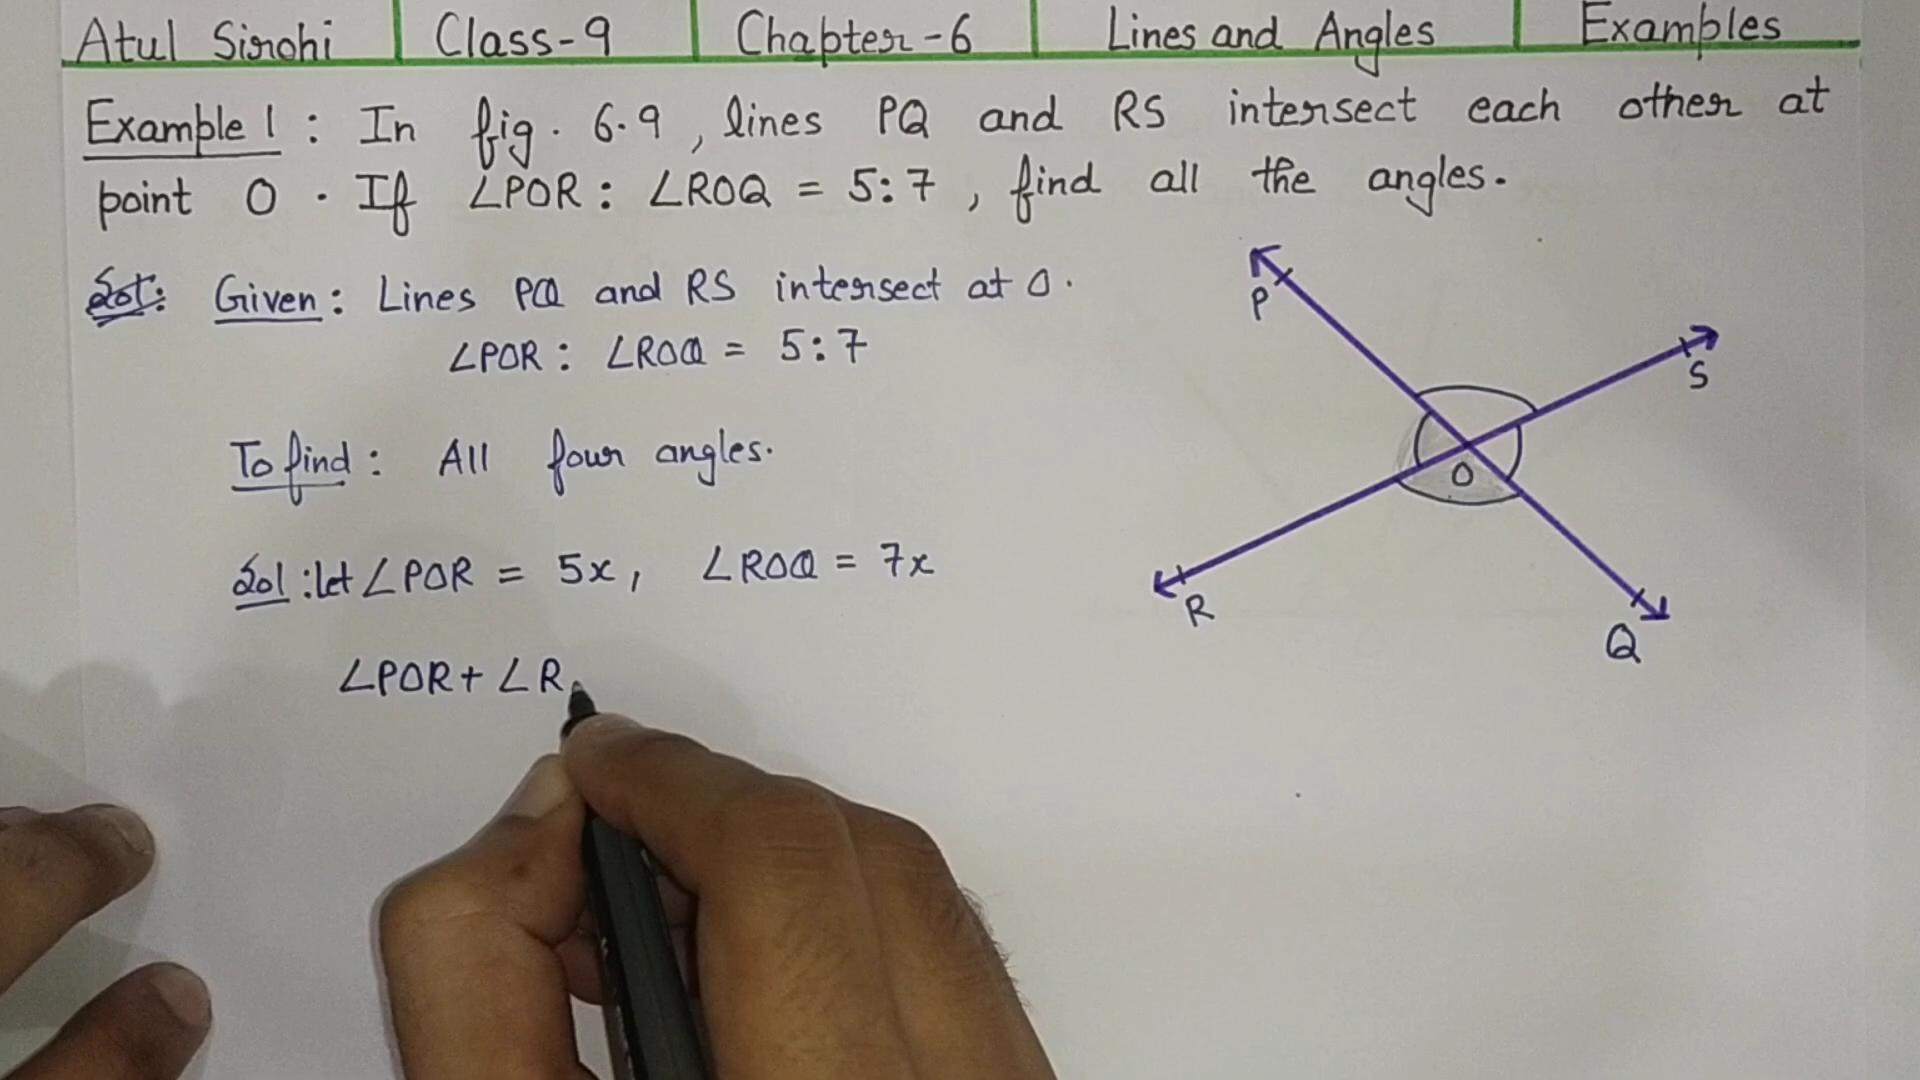 Atul Sirohi Class-9 Chapter-6 Lines and Angles Examples
Example 1 : In fig. 6.9, lines PQ and RS intersect each other at
point O. If ∠POR : ∠ROQ = 5:7, find all the angles.
Sol: Given: Lines PQ and RS intersect at O.
∠POR : ∠ROQ = 5:7
To find: All four angles.
Sol: let ∠POR = 5x, ∠ROQ = 7x
∠POR + ∠R
P
S
O
R
Q